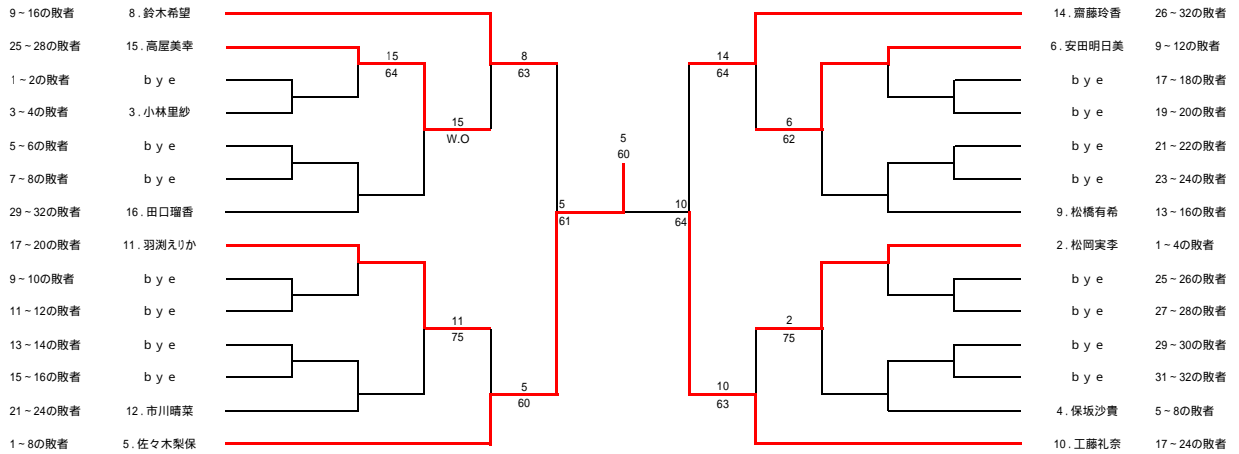 9～16の敗者 8.鈴木希望
25～28の敗者 15.高屋美幸
1～2の敗者 bye
3～4の敗者 3.小林里紗
5～6の敗者 bye
7～8の敗者 bye
29～32の敗者 16.田口瑠香
17～20の敗者 11.羽渕えりか
9～10の敗者 bye
11～12の敗者 bye
13～14の敗者 bye
15～16の敗者 bye
21～24の敗者 12.市川晴菜
1～8の敗者 5.佐々木梨保
15
64
15
W.O
8
63
11
75
5
60
5
61
5
60
10
64
14
64
6
62
2
75
10
63
14.齋藤玲香 26～32の敗者
6.安田明日美 9～12の敗者
bye 17～18の敗者
bye 19～20の敗者
bye 21～22の敗者
bye 23～24の敗者
9.松橋有希 13～16の敗者
2.松岡実李 1～4の敗者
bye 25～26の敗者
bye 27～28の敗者
bye 29～30の敗者
bye 31～32の敗者
4.保坂沙貴 5～8の敗者
10.工藤礼奈 17～24の敗者